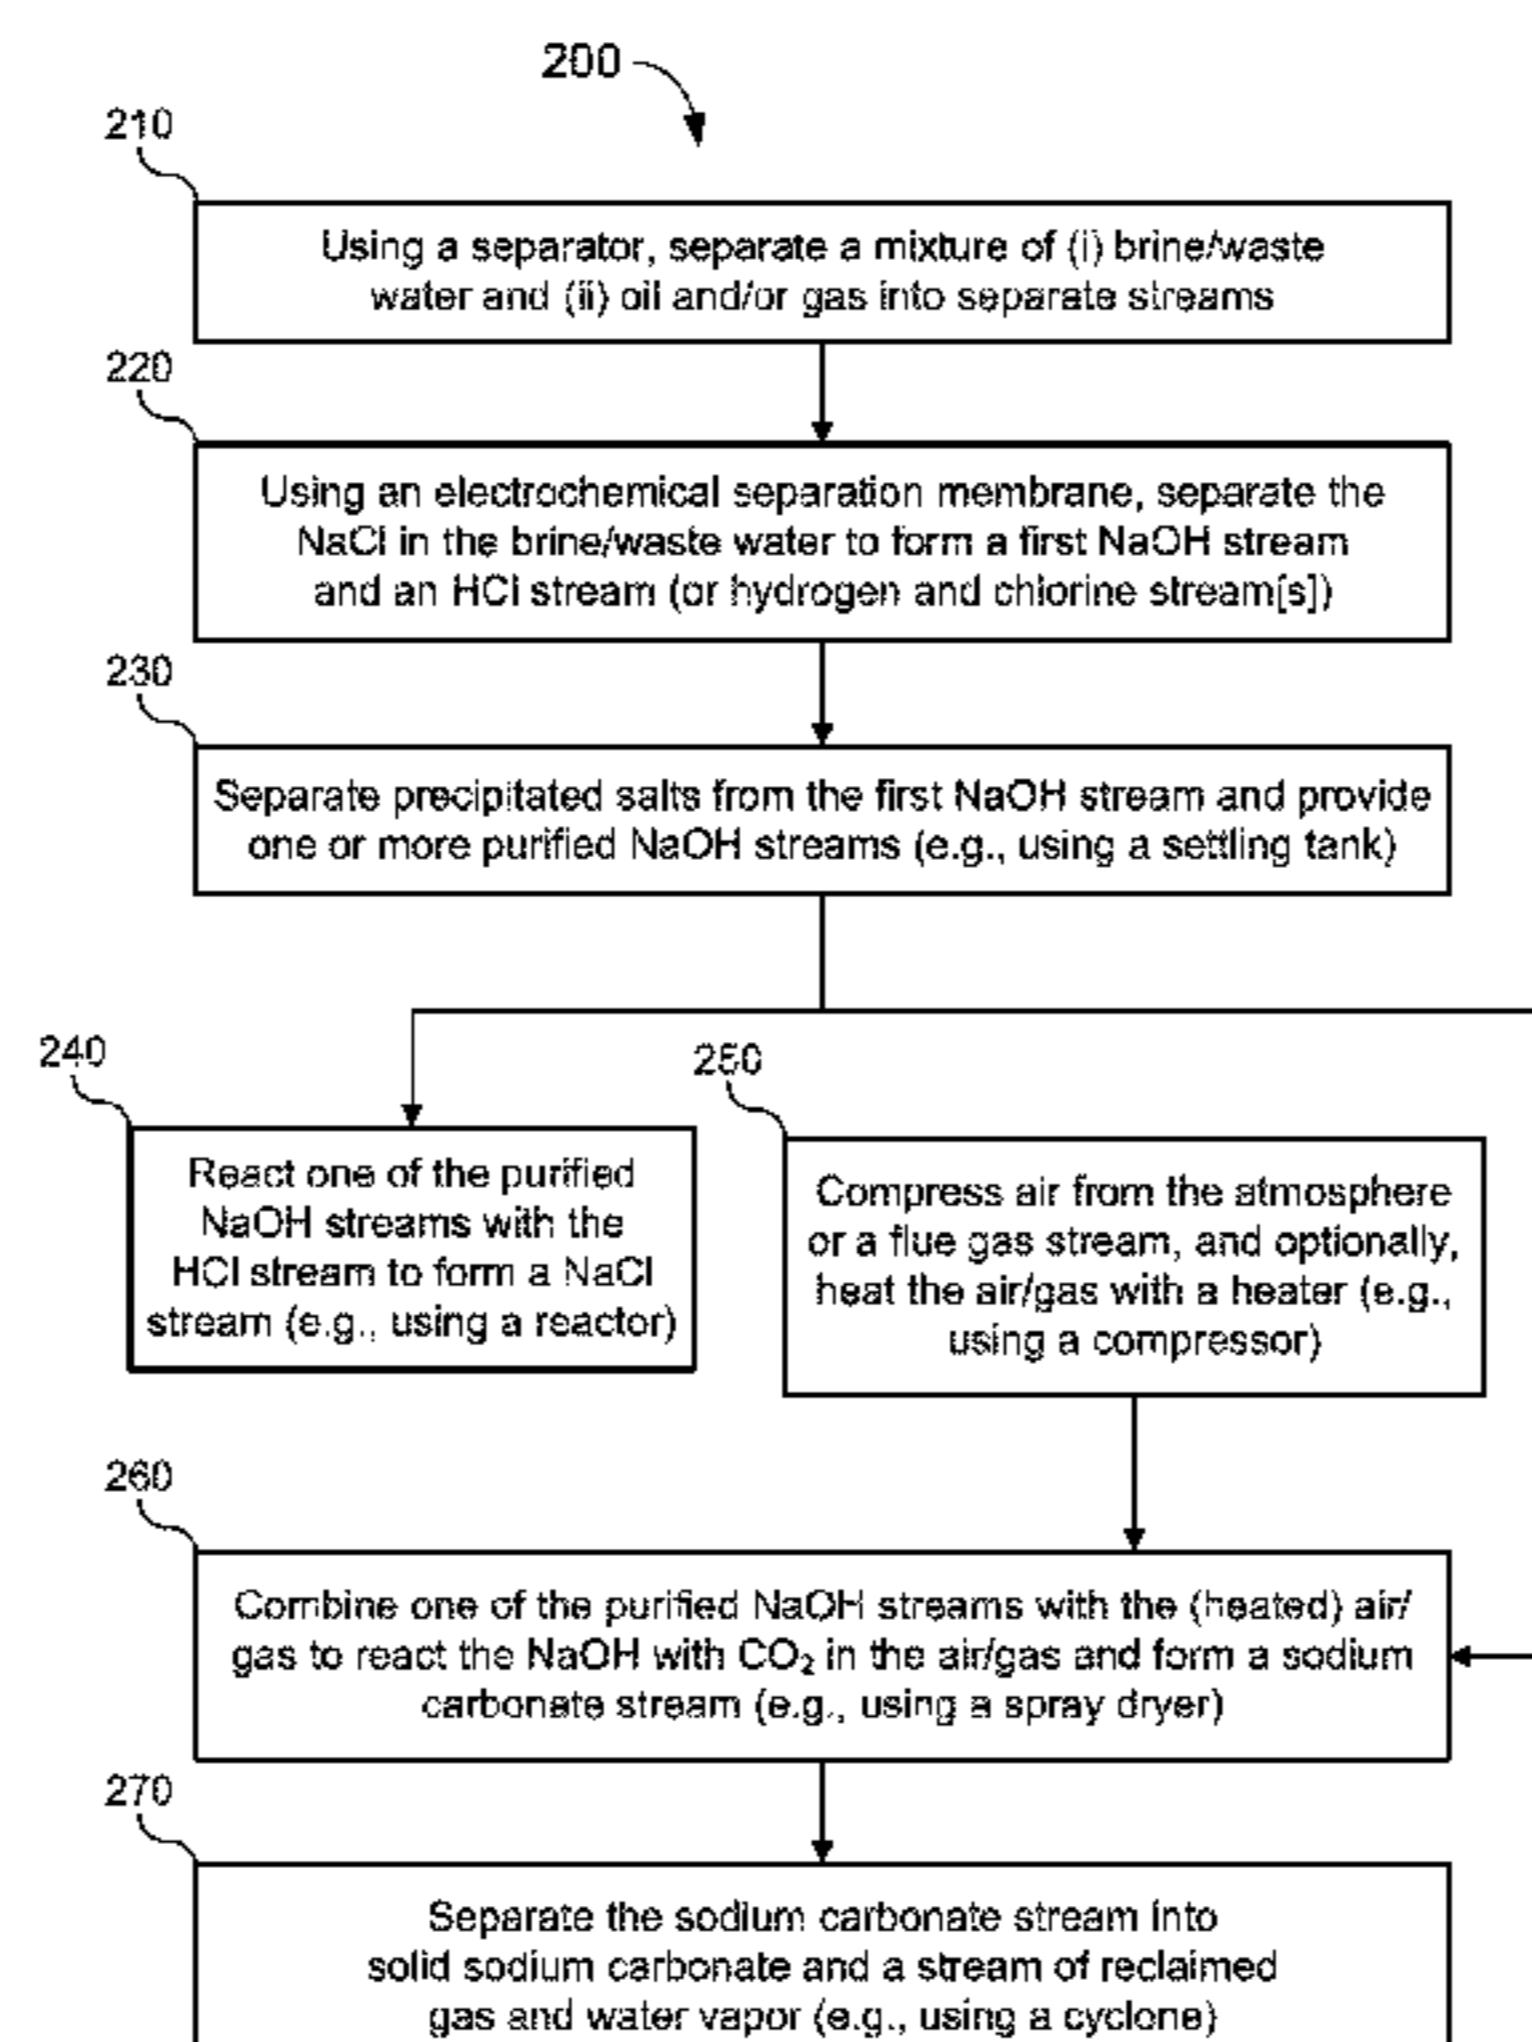 200
210
Using a separator, separate a mixture of (i) brine/waste
water and (ii) oil and/or gas into separate streams
220
Using an electrochemical separation membrane, separate the
NaCl in the brine/waste water to form a first NaOH stream
and an HCl stream (or hydrogen and chlorine stream[s])
230
Separate precipitated salts from the first NaOH stream and provide
one or more purified NaOH streams (e.g., using a settling tank)
240
React one of the purified
NaOH streams with the
HCl stream to form a NaCl
stream (e.g., using a reactor)
250
Compress air from the atmosphere
or a flue gas stream, and optionally,
heat the air/gas with a heater (e.g.,
using a compressor)
260
Combine one of the purified NaOH streams with the (heated) air/
gas to react the NaOH with CO₂ in the air/gas and form a sodium
carbonate stream (e.g., using a spray dryer)
270
Separate the sodium carbonate stream into
solid sodium carbonate and a stream of reclaimed
gas and water vapor (e.g., using a cyclone)